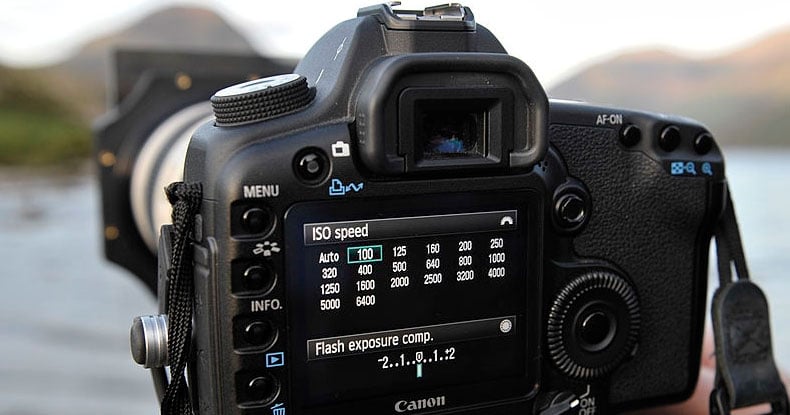 AF-ON
MENU
ISO speed
Auto 100 125 160 200 250
320 400 500 640 800 1000
1250 1600 2000 2500 3200 4000
5000 6400
INFO.
Flash exposure comp.
-2..1..0..1.:2
Canon
ON
OFF